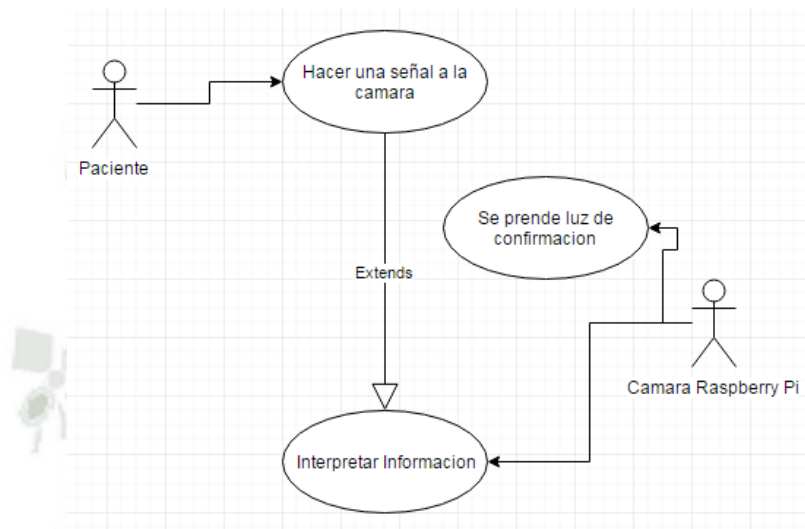 Hacer una señal a la
camara
Paciente
Se prende luz de
confirmacion
Extends
Camara Raspberry Pi
Interpretar Informacion